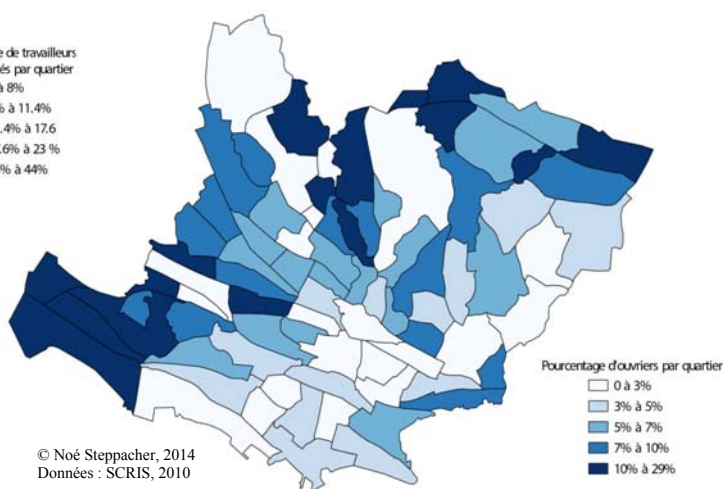 de travailleurs
par quartier
8%
à 11.4%
.4% à 17.6
.6% à 23 %
% à 44%
Pourcentage d'ouvriers par quartier
0 à 3%
3% à 5%
5% à 7%
7% à 10%
10% à 29%
© Noé Steppacher, 2014
Données : SCRIS, 2010